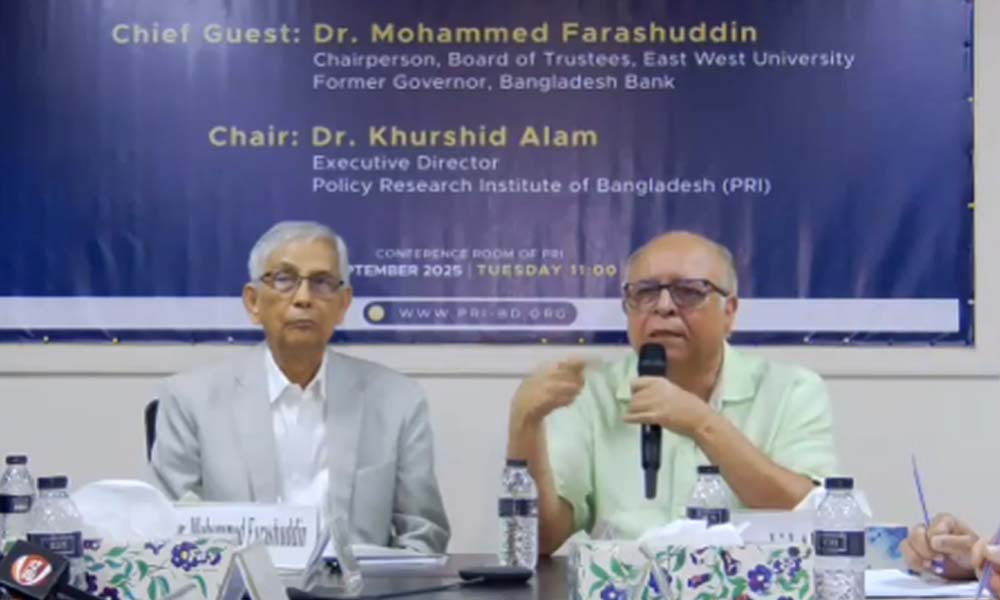 Chief Guest: Dr. Mohammed Farashuddin
Chairperson, Board of Trustees, East West University
Former Governor, Bangladesh Bank
Chair: Dr. Khurshid Alam
Executive Director
Policy Research Institute of Bangladesh (PRI)
CONFERENCE ROOM OF PRI
PTEMBER 2025 | TUESDAY 11:00
WWW.PRI-BD.ORG
Mohammed Farashuddin